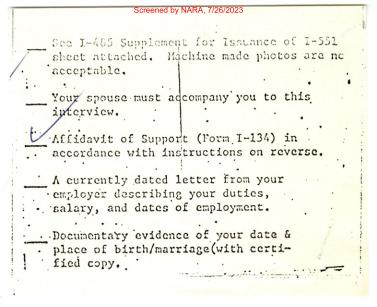 Screened by NARA, 7/26/2023
See I-485 Supplement for Issuance of I-551
sheet attached. Machine made photos are no
acceptable.
Your spouse must accompany you to this
interview.
Affidavit of Support (Form I-134) in
accordance with instructions on reverse.
A currently dated letter from your
employer describing your duties,
salary, and dates of employment.
Documentary evidence of your date &
place of birth/marriage(with certi-
fied copy.